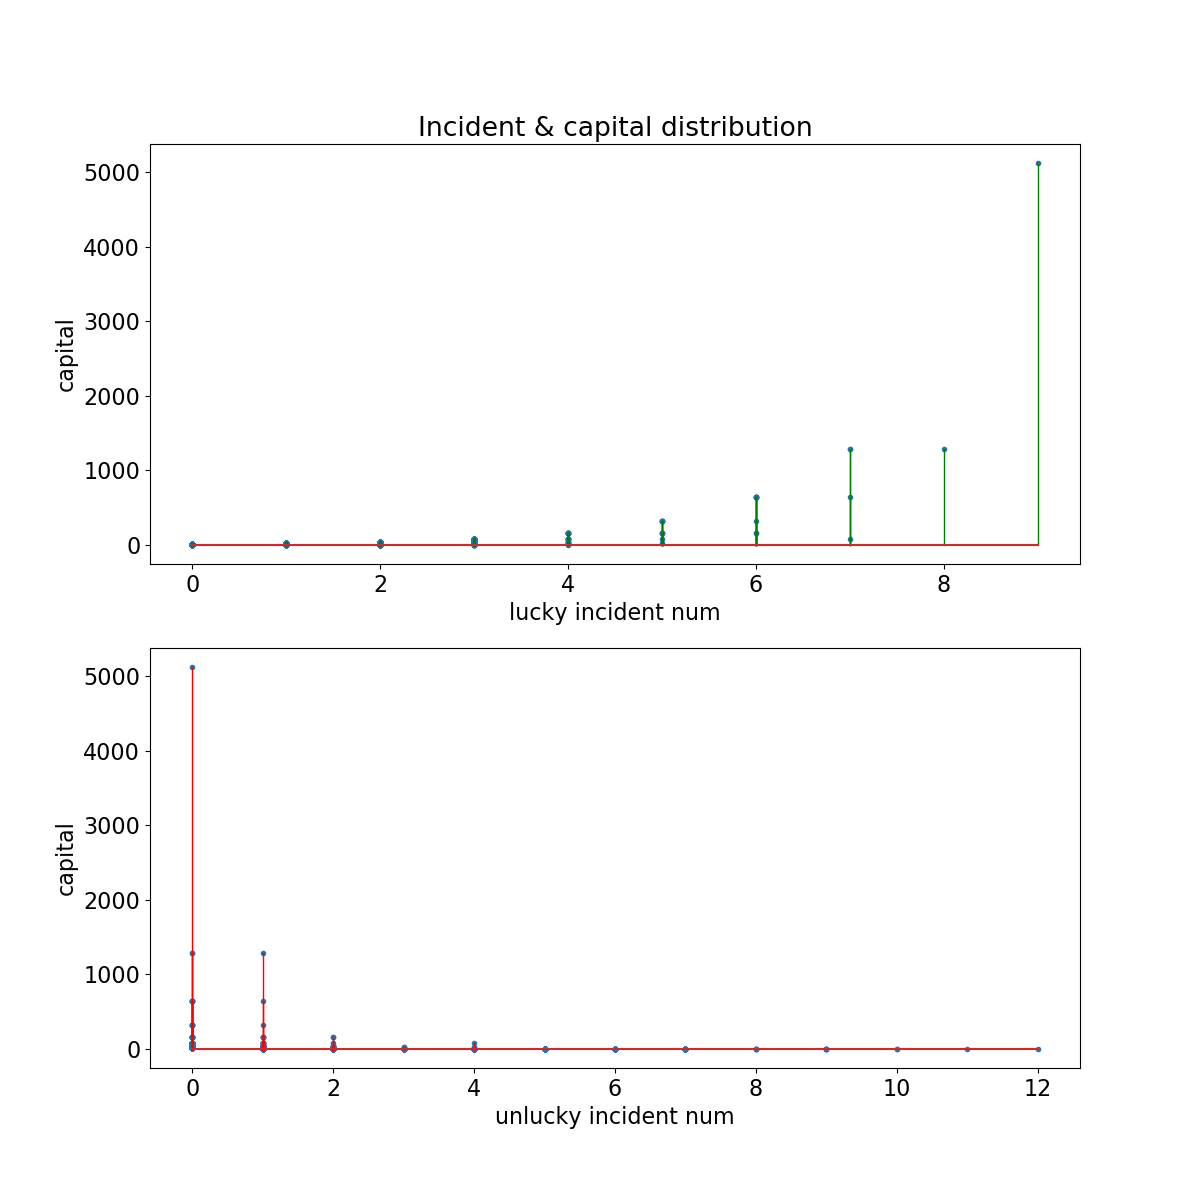 Incident & capital distribution
5000
4000
3000
2000
1000
0
capital
0 2 4 6 8
lucky incident num
5000
4000
3000
2000
1000
0
capital
0 2 4 6 8 10 12
unlucky incident num